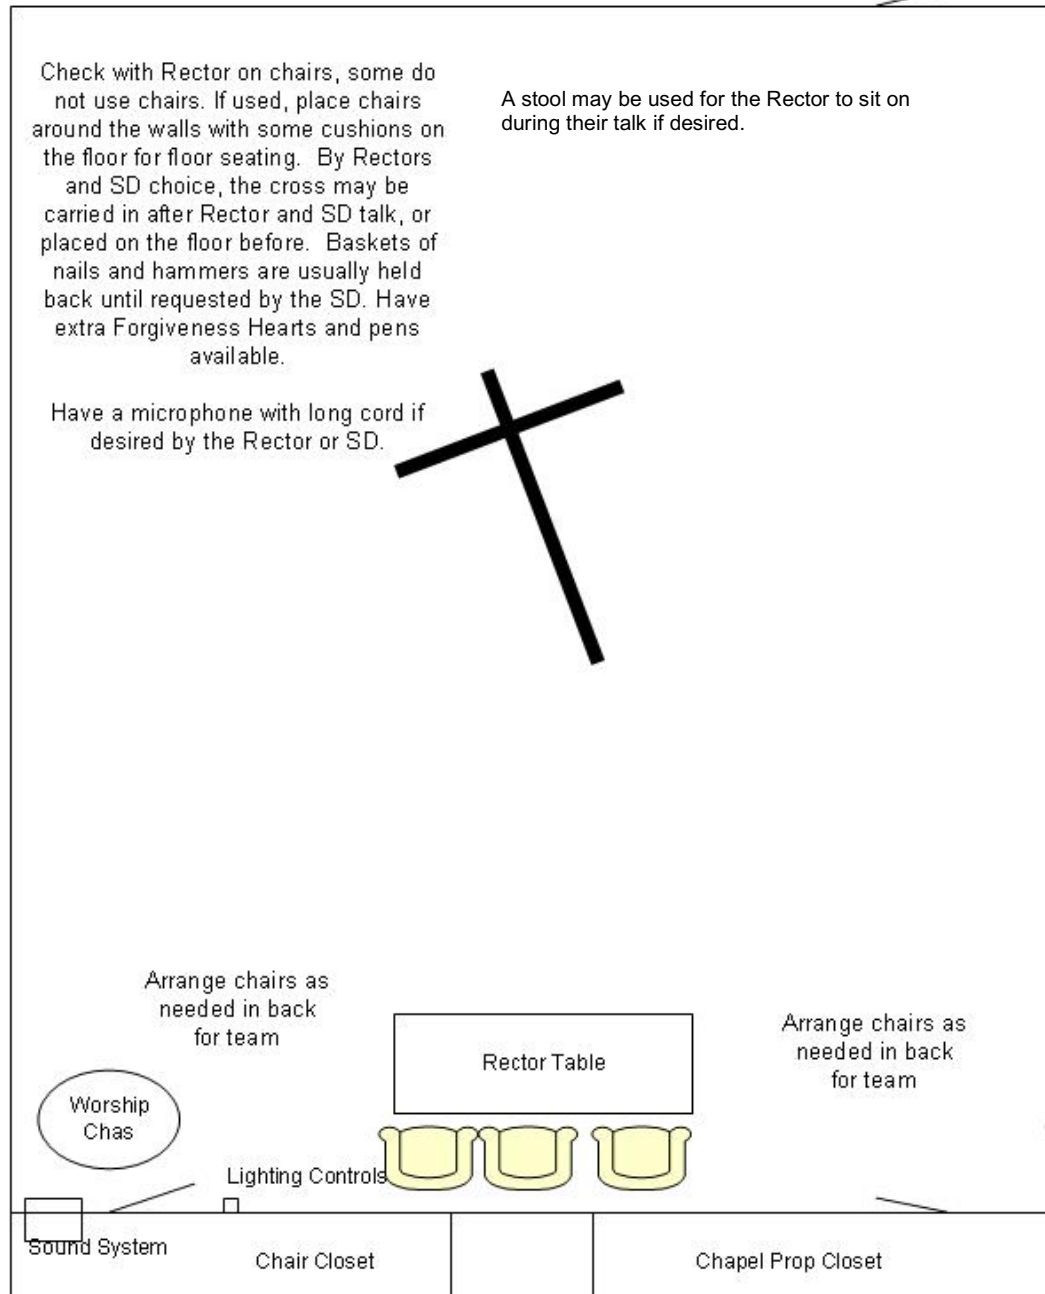 Check with Rector on chairs, some do
not use chairs. If used, place chairs
around the walls with some cushions on
the floor for floor seating.  By Rectors
and SD choice, the cross may be
carried in after Rector and SD talk, or
placed on the floor before.  Baskets of
nails and hammers are usually held
back until requested by the SD. Have
extra Forgiveness Hearts and pens
available.
Have a microphone with long cord if
desired by the Rector or SD.
A stool may be used for the Rector to sit on
during their talk if desired.
Arrange chairs as
needed in back
for team
Rector Table
Arrange chairs as
needed in back
for team
Worship
Chas
Lighting Controls
Sound System
Chair Closet
Chapel Prop Closet